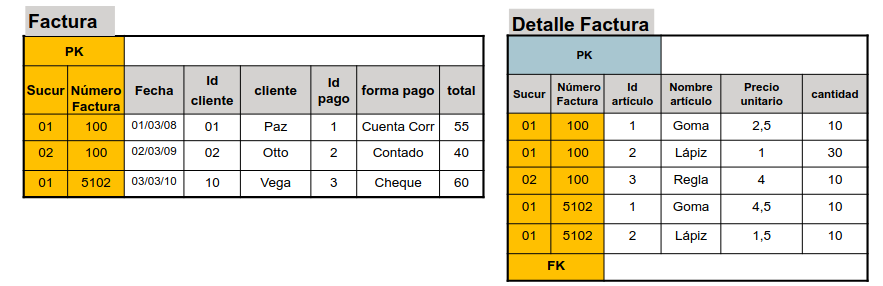 Factura
PK
Sucur Número Factura Fecha Id cliente cliente Id pago forma pago total
01 100 01/03/08 01 Paz 1 Cuenta Corr 55
02 100 02/03/09 02 Otto 2 Contado 40
01 5102 03/03/10 10 Vega 3 Cheque 60
Detalle Factura
PK
Sucur Número Factura Id artículo Nombre artículo Precio unitario cantidad
01 100 1 Goma 2,5 10
01 100 2 Lápiz 1 30
02 100 3 Regla 4 10
01 5102 1 Goma 4,5 10
01 5102 2 Lápiz 1,5 10
FK